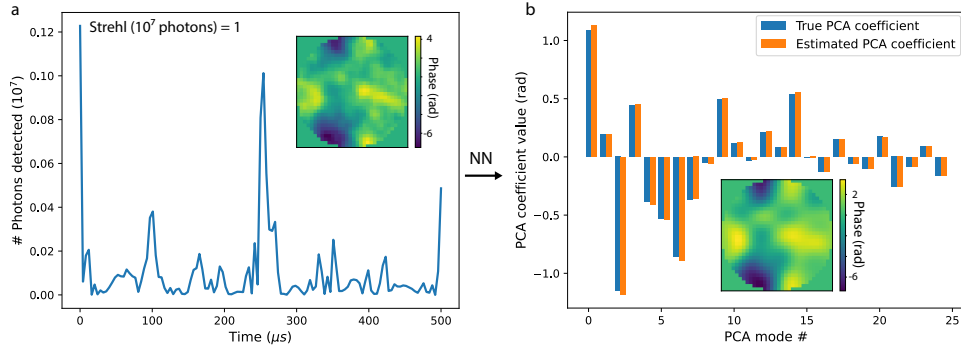 a
Strehl (10⁷ photons) = 1
# Photons detected (10⁷)
0.12
0.10
0.08
0.06
0.04
0.02
0.00
0
100
200
300
400
500
Time (μs)
4
-6
Phase (rad)
NN
b
True PCA coefficient
Estimated PCA coefficient
PCA coefficient value (rad)
1.0
0.5
0.0
−0.5
−1.0
0
5
10
15
20
25
PCA mode #
2
-6
Phase (rad)